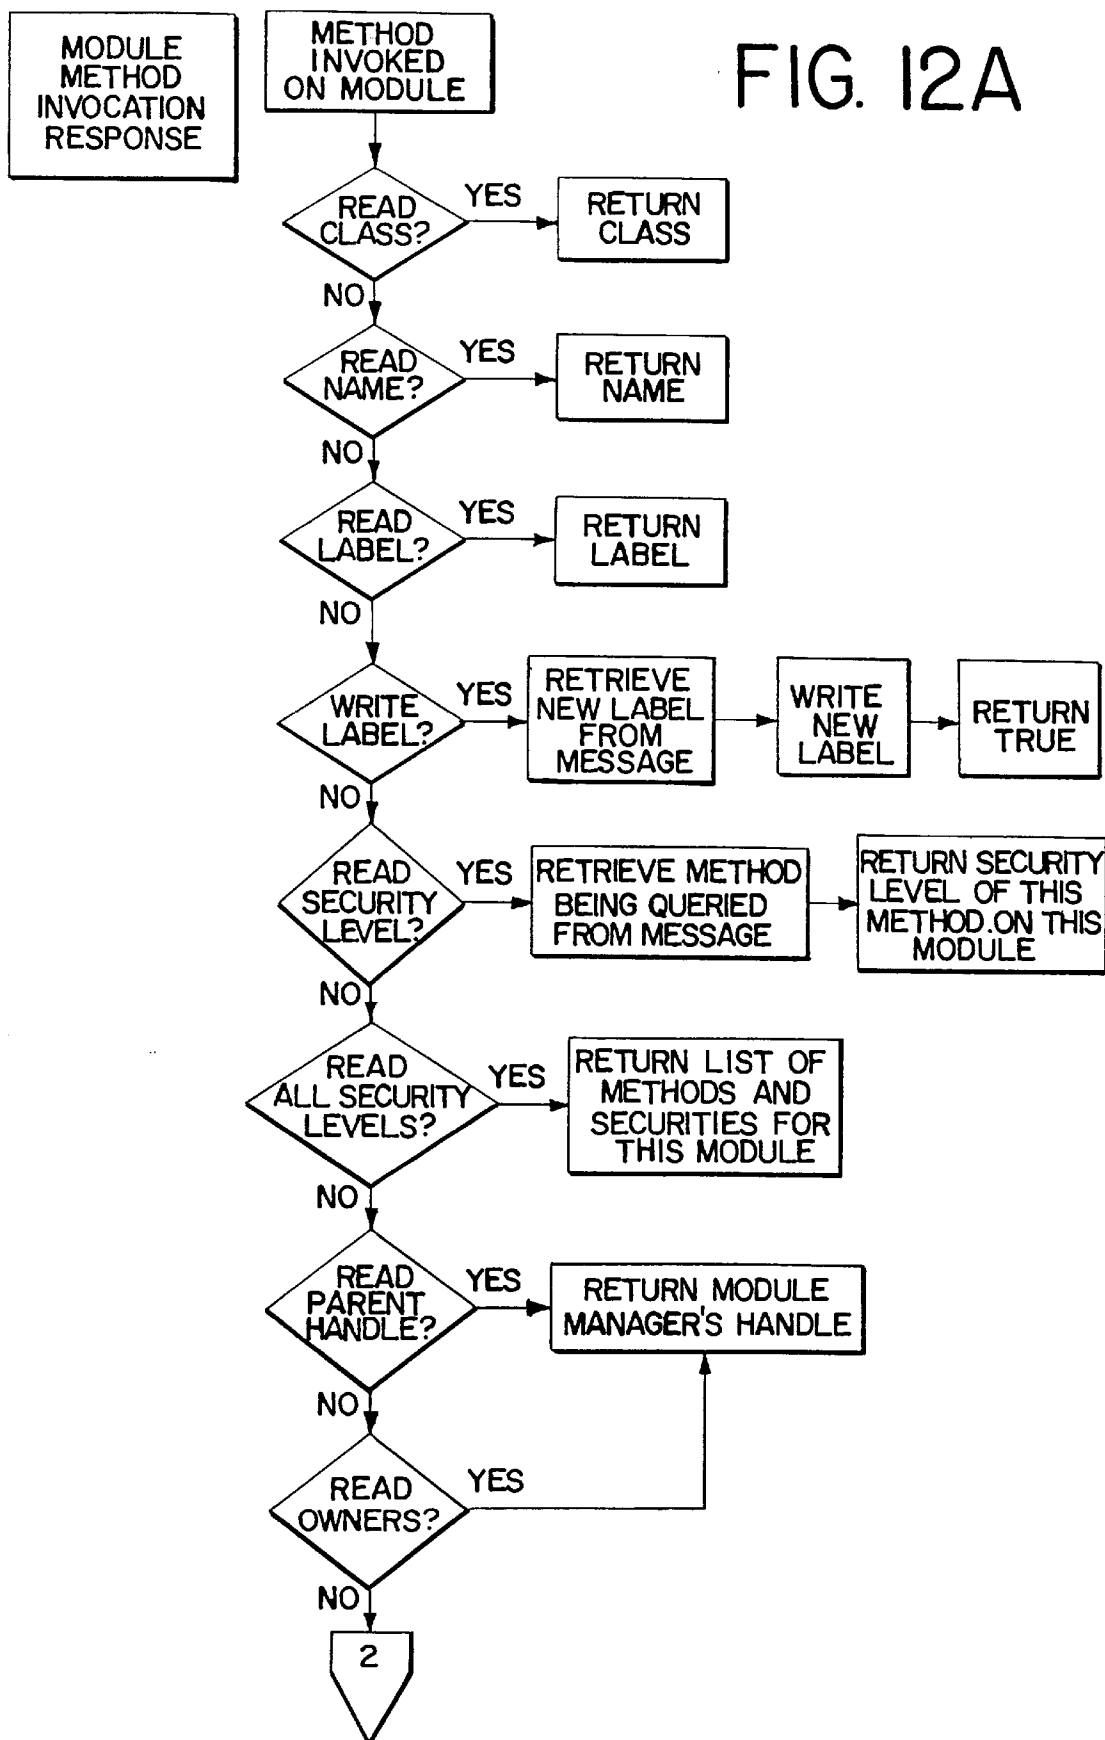 MODULE
METHOD
INVOCATION
RESPONSE
METHOD
INVOKED
ON MODULE
FIG. 12A
READ
CLASS?
YES
RETURN
CLASS
NO
READ
NAME?
YES
RETURN
NAME
NO
READ
LABEL?
YES
RETURN
LABEL
NO
WRITE
LABEL?
YES
RETRIEVE
NEW LABEL
FROM
MESSAGE
WRITE
NEW
LABEL
RETURN
TRUE
NO
READ
SECURITY
LEVEL?
YES
RETRIEVE METHOD
BEING QUERIED
FROM MESSAGE
RETURN SECURITY
LEVEL OF THIS
METHOD.ON THIS
MODULE
NO
READ
ALL SECURITY
LEVELS?
YES
RETURN LIST OF
METHODS AND
SECURITIES FOR
THIS MODULE
NO
READ
PARENT
HANDLE?
YES
RETURN MODULE
MANAGER'S HANDLE
NO
READ
OWNERS?
YES
NO
2